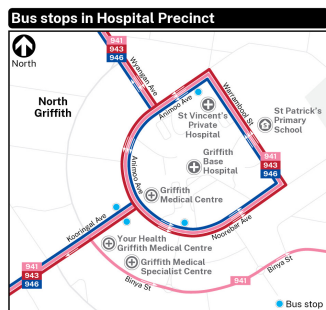 Bus stops in Hospital Precinct
North
941
943
946
Wyangan Ave
North
Griffith
Animoo Ave
Warrambool St
St Vincent's
Private
Hospital
St Patrick's
Primary
School
Griffith
Base
Hospital
Animoo Ave
Griffith
Medical Centre
941
943
946
Kooringal Ave
Noorebar Ave
Your Health
Griffith Medical Centre
Griffith Medical
Specialist Centre
Binya St
941
Binya St
941
943
946
Bus stop